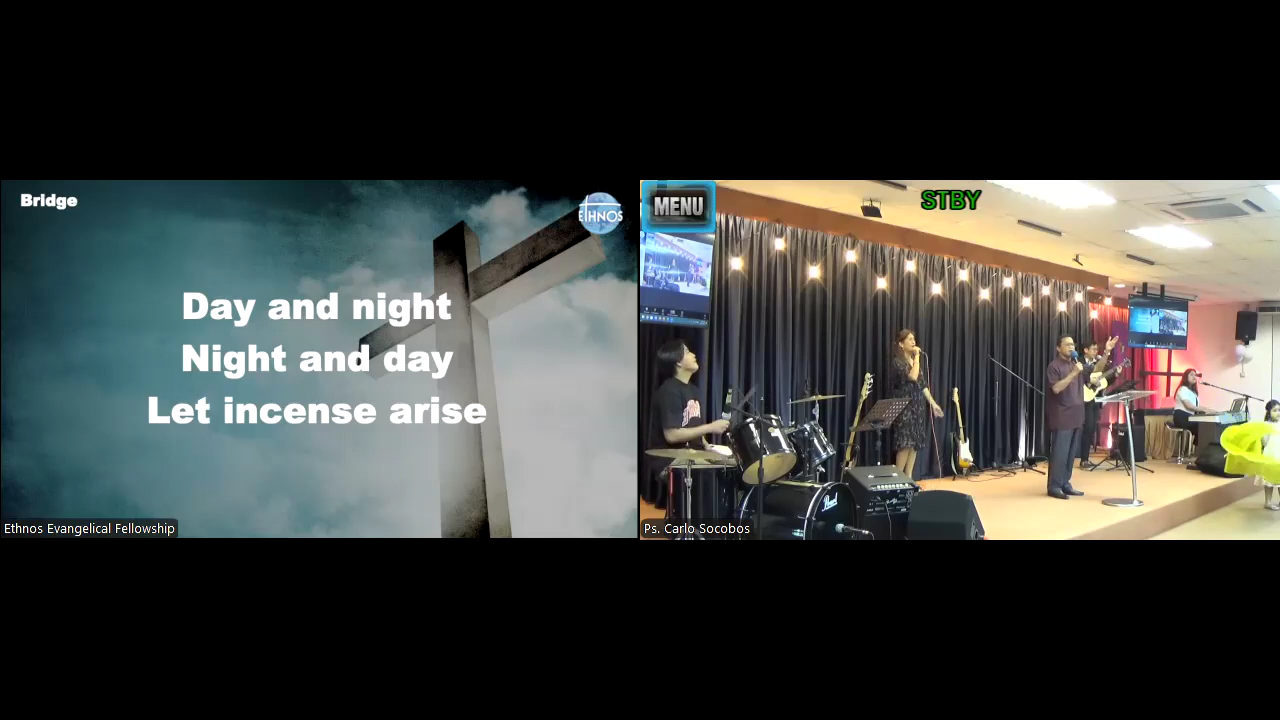 Bridge
ETHNOS
Day and night
Night and day
Let incense arise
Ethnos Evangelical Fellowship
MENU
STBY
Pearl
Ps. Carlo Socobos